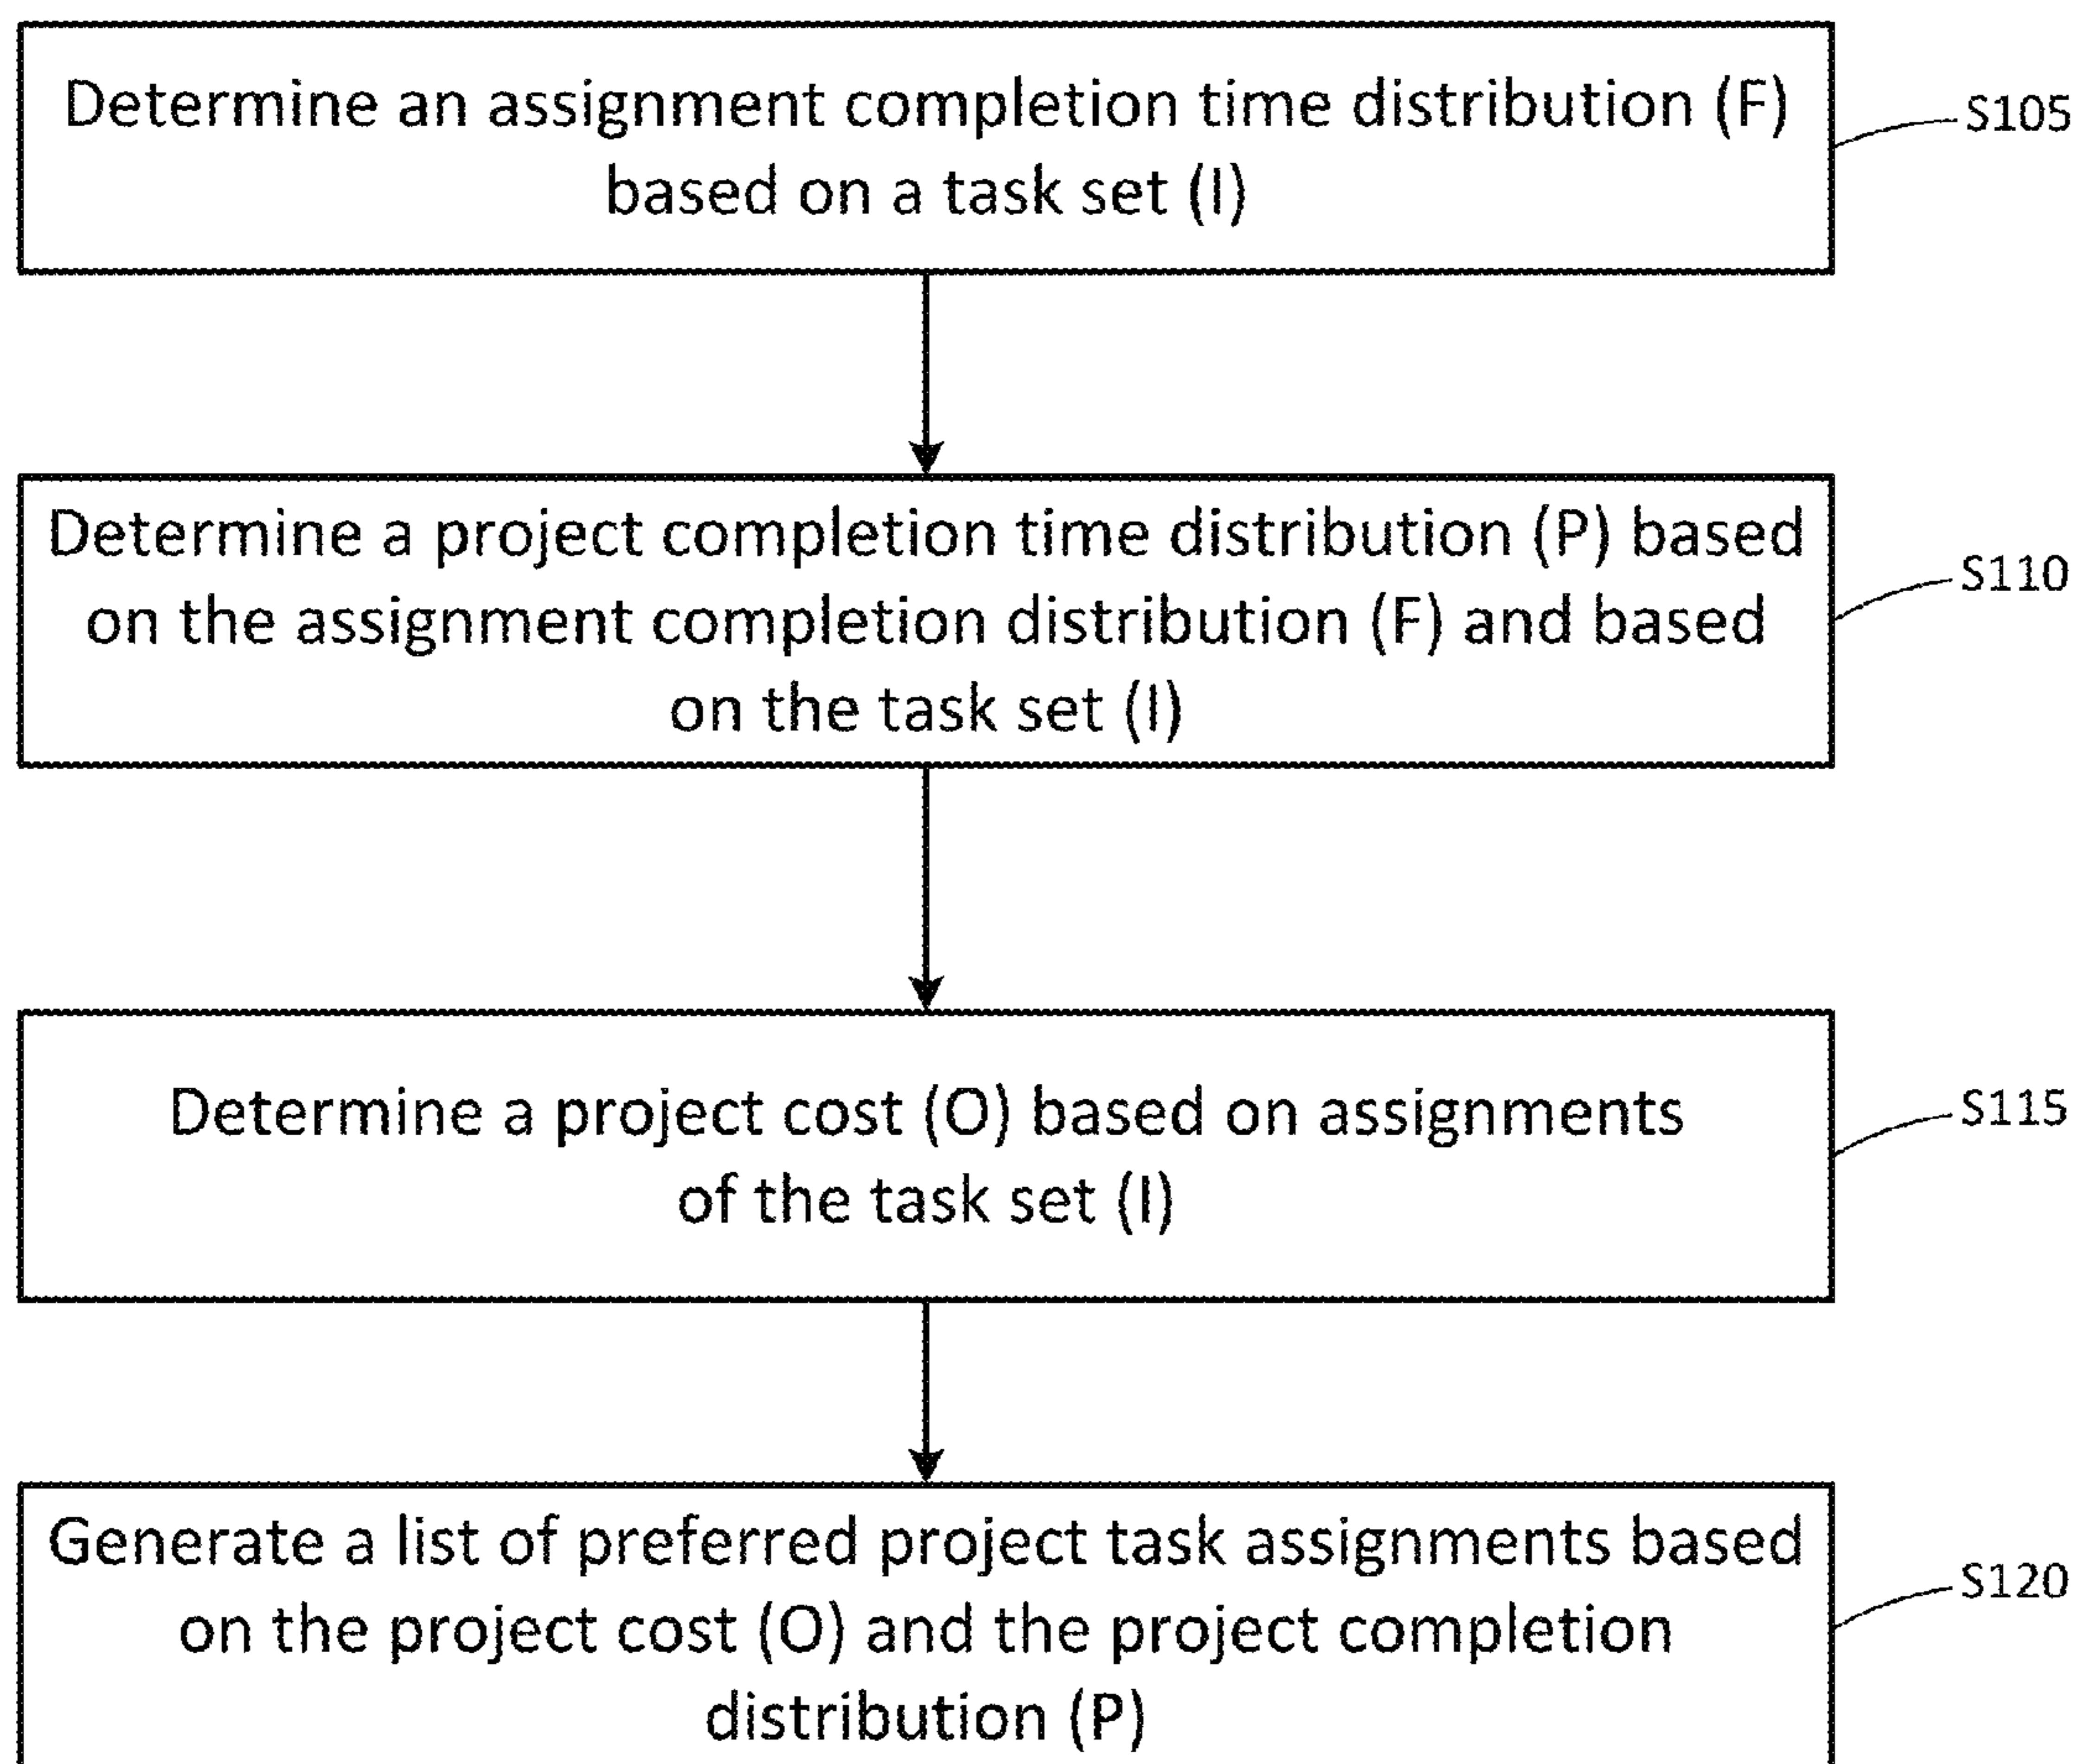 Determine an assignment completion time distribution (F)
based on a task set (I)
S105
Determine a project completion time distribution (P) based
on the assignment completion distribution (F) and based
on the task set (I)
S110
Determine a project cost (O) based on assignments
of the task set (I)
S115
Generate a list of preferred project task assignments based
on the project cost (O) and the project completion
distribution (P)
S120